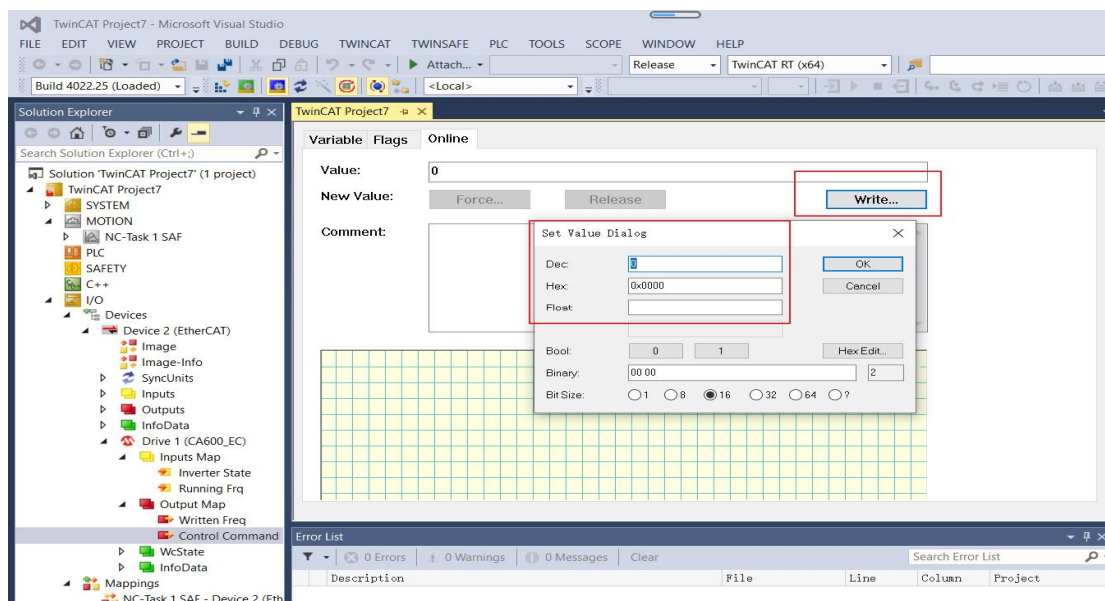 TwinCAT Project7 - Microsoft Visual Studio
FILE EDIT VIEW PROJECT BUILD DEBUG TWINCAT TWINSAFE PLC TOOLS SCOPE WINDOW HELP
Attach... Release TwinCAT RT (x64)
Build 4022.25 (Loaded) <Local>
Solution Explorer
Search Solution Explorer (Ctrl+;)
Solution 'TwinCAT Project7' (1 project)
TwinCAT Project7
SYSTEM
MOTION
NC-Task 1 SAF
PLC
SAFETY
C++
I/O
Devices
Device 2 (EtherCAT)
Image
Image-Info
SyncUnits
Inputs
Outputs
InfoData
Drive 1 (CA600_EC)
Inputs Map
Inverter State
Running Frq
Output Map
Written Freq
Control Command
WcState
InfoData
Mappings
NC-Task 1 SAF - Device 2 (Eth
TwinCAT Project7
Variable Flags Online
Value: 0
New Value: Force... Release Write...
Comment:
Set Value Dialog
Dec: 0 OK
Hex: 0x0000 Cancel
Float:
Bool: 0 1 Hex Edit...
Binary: 00 00 2
Bit Size: 1 8 16 32 64 ?
Error List
0 Errors 0 Warnings 0 Messages Clear Search Error List
Description File Line Column Project